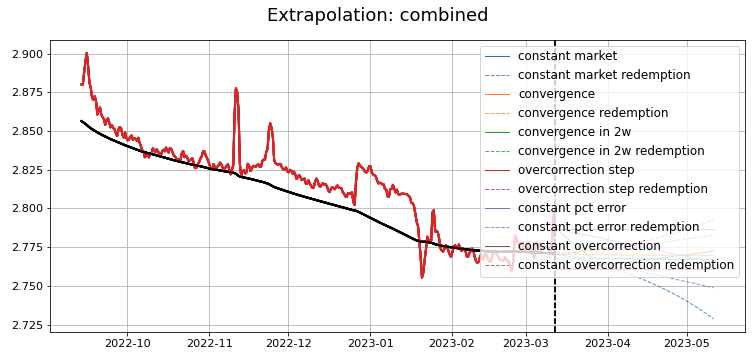 Extrapolation: combined
2.900
2.875
2.850
2.825
2.800
2.775
2.750
2.725
constant market
constant market redemption
convergence
convergence redemption
convergence in 2w
convergence in 2w redemption
overcorrection step
overcorrection step redemption
constant pct error
constant pct error redemption
constant overcorrection
constant overcorrection redemption
2022-10 2022-11 2022-12 2023-01 2023-02 2023-03 2023-04 2023-05